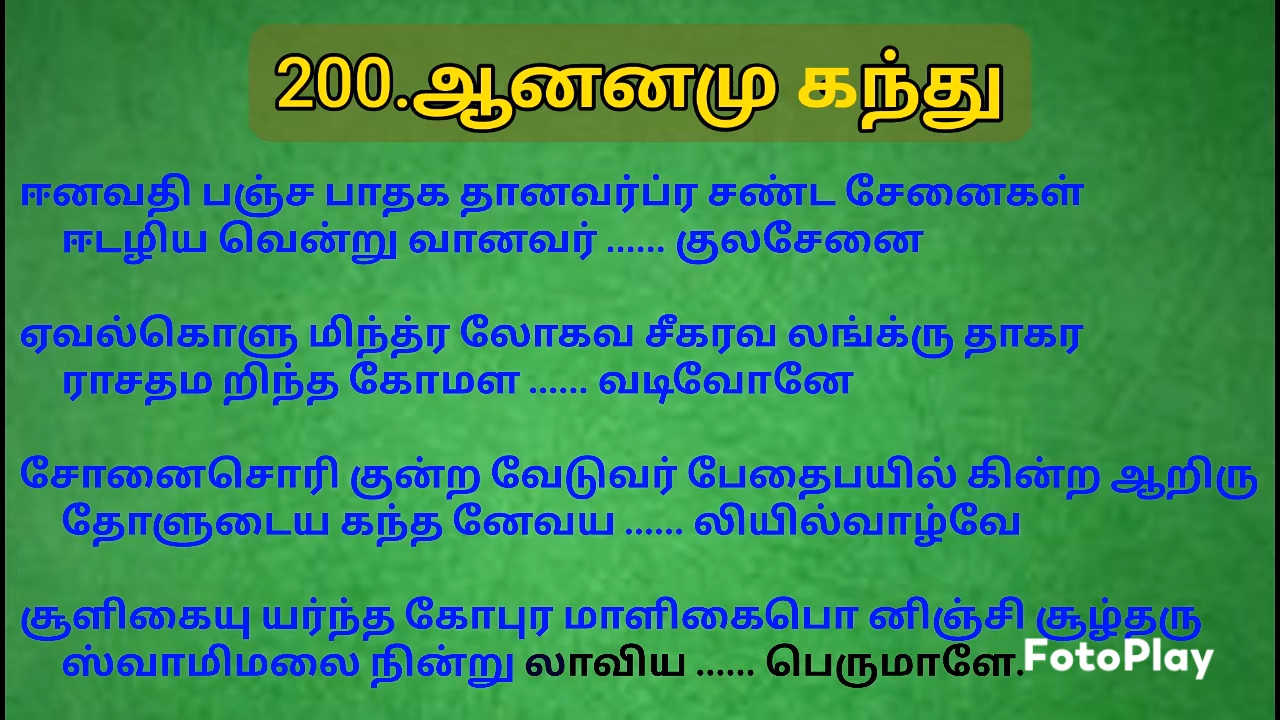 200.ஆனனமு கந்து
ஈனவதி பஞ்ச பாதக தானவர்ப்ர சண்ட சேனைகள்
ஈடழிய வென்று வானவர் ...... குலசேனை
ஏவல்கொளு மிந்த்ர லோகவ சீகரவ லங்க்ரு தாகர
ராசதம றிந்த கோமள ...... வடிவோனே
சோனைசொரி குன்ற வேடுவர் பேதைபயில் கின்ற ஆறிரு
தோளுடைய கந்த னேவய ...... லியில்வாழ்வே
சூளிகையு யர்ந்த கோபுர மாளிகைபொ னிஞ்சி சூழ்தரு
ஸ்வாமிமலை நின்று லாவிய ...... பெருமாளே.
FotoPlay